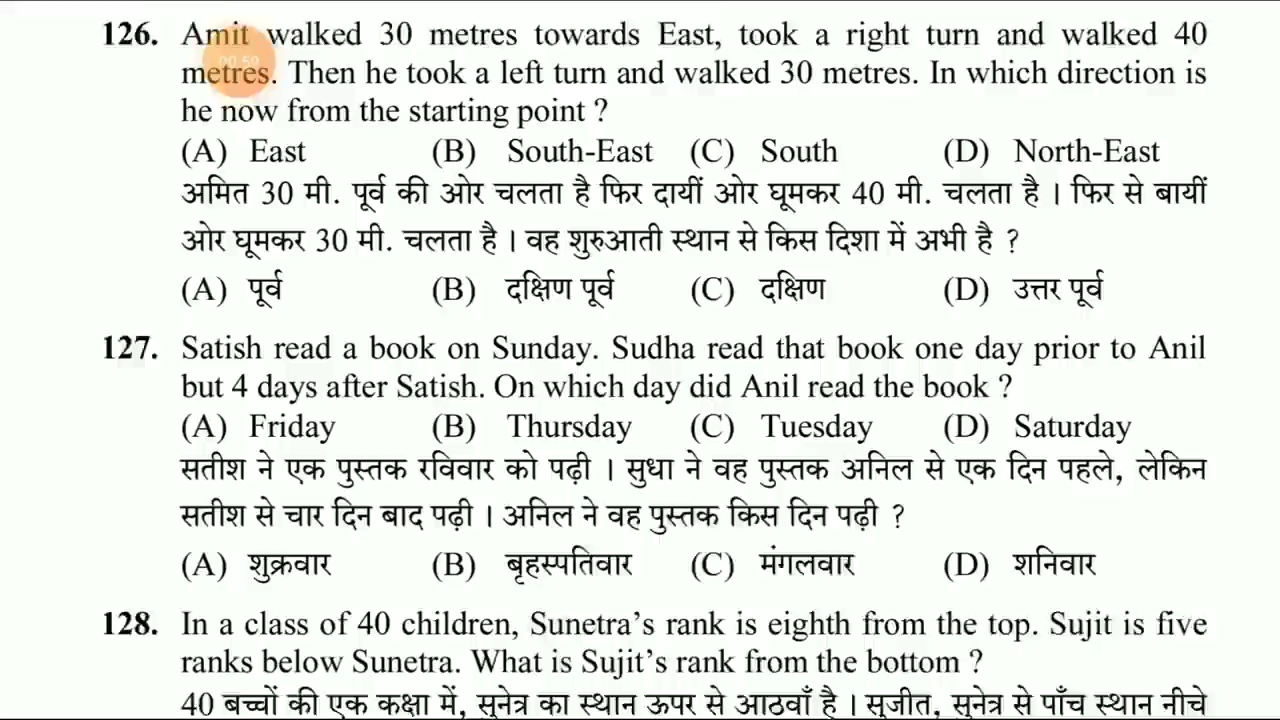 126. Amit walked 30 metres towards East, took a right turn and walked 40
metres. Then he took a left turn and walked 30 metres. In which direction is
he now from the starting point ?
(A) East (B) South-East (C) South (D) North-East
अमित 30 मी. पूर्व की ओर चलता है फिर दायीं ओर घूमकर 40 मी. चलता है । फिर से बायीं
ओर घूमकर 30 मी. चलता है । वह शुरुआती स्थान से किस दिशा में अभी है ?
(A) पूर्व (B) दक्षिण पूर्व (C) दक्षिण (D) उत्तर पूर्व
127. Satish read a book on Sunday. Sudha read that book one day prior to Anil
but 4 days after Satish. On which day did Anil read the book ?
(A) Friday (B) Thursday (C) Tuesday (D) Saturday
सतीश ने एक पुस्तक रविवार को पढ़ी । सुधा ने वह पुस्तक अनिल से एक दिन पहले, लेकिन
सतीश से चार दिन बाद पढ़ी । अनिल ने वह पुस्तक किस दिन पढ़ी ?
(A) शुक्रवार (B) बृहस्पतिवार (C) मंगलवार (D) शनिवार
128. In a class of 40 children, Sunetra's rank is eighth from the top. Sujit is five
ranks below Sunetra. What is Sujit's rank from the bottom ?
40 बच्चों की एक कक्षा में, सुनेत्र का स्थान ऊपर से आठवाँ है । सुजीत, सुनेत्र से पाँच स्थान नीचे